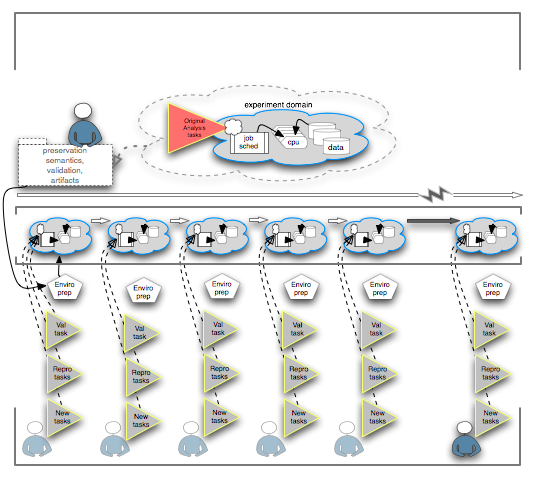 experiment domain
Original
Analysis
tasks
job
sched
cpu
data
preservation
semantics,
validation,
artifacts
Enviro
prep
Enviro
prep
Enviro
prep
Enviro
prep
Enviro
prep
Enviro
prep
Val
task
Val
task
Val
task
Val
task
Val
task
Val
task
Repro
tasks
Repro
tasks
Repro
tasks
Repro
tasks
Repro
tasks
Repro
tasks
New
tasks
New
tasks
New
tasks
New
tasks
New
tasks
New
tasks